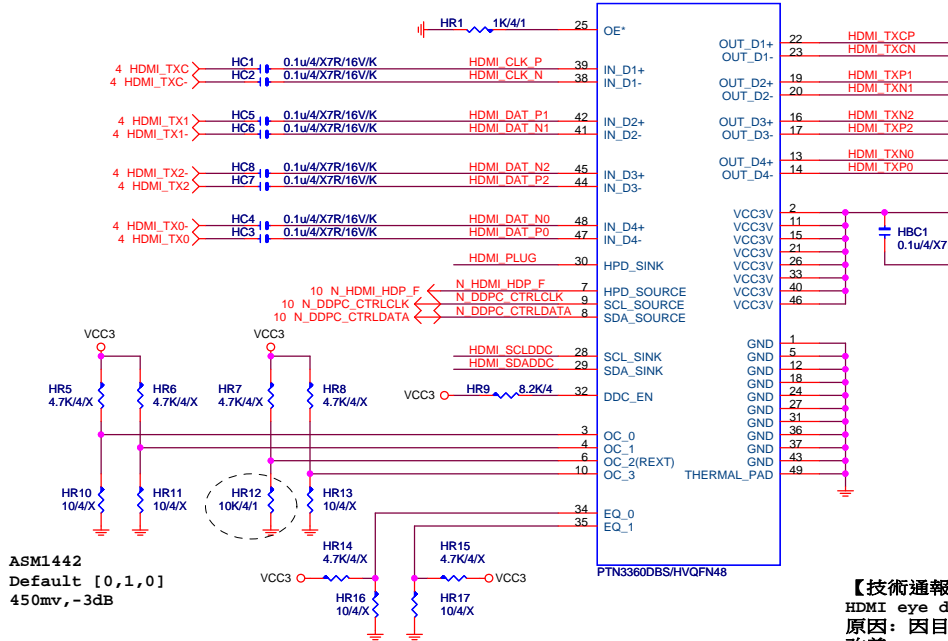 HR1 1K/4/1 25 OE*
OUT_D1+ 22 HDMI_TXCP
OUT_D1- 23 HDMI_TXCN
4 HDMI_TXC HC1 0.1u/4/X7R/16V/K HDMI_CLK_P 39 IN_D1+
4 HDMI_TXC- HC2 0.1u/4/X7R/16V/K HDMI_CLK_N 38 IN_D1-
OUT_D2+ 19 HDMI_TXP1
OUT_D2- 20 HDMI_TXN1
4 HDMI_TX1 HC5 0.1u/4/X7R/16V/K HDMI_DAT_P1 42 IN_D2+
4 HDMI_TX1- HC6 0.1u/4/X7R/16V/K HDMI_DAT_N1 41 IN_D2-
OUT_D3+ 16 HDMI_TXN2
OUT_D3- 17 HDMI_TXP2
4 HDMI_TX2- HC8 0.1u/4/X7R/16V/K HDMI_DAT_N2 45 IN_D3+
4 HDMI_TX2 HC7 0.1u/4/X7R/16V/K HDMI_DAT_P2 44 IN_D3-
OUT_D4+ 13 HDMI_TXN0
OUT_D4- 14 HDMI_TXP0
4 HDMI_TX0- HC4 0.1u/4/X7R/16V/K HDMI_DAT_N0 48 IN_D4+
4 HDMI_TX0 HC3 0.1u/4/X7R/16V/K HDMI_DAT_P0 47 IN_D4-
VCC3V 2
VCC3V 11
VCC3V 15
VCC3V 21
VCC3V 26
VCC3V 33
VCC3V 40
VCC3V 46
HBC1
0.1u/4/X7
HDMI_PLUG 30 HPD_SINK
10 N_HDMI_HDP_F N_HDMI_HDP_F 7 HPD_SOURCE
10 N_DDPC_CTRLCLK N_DDPC_CTRLCLK 9 SCL_SOURCE
10 N_DDPC_CTRLDATA N_DDPC_CTRLDATA 8 SDA_SOURCE
HDMI_SCLDDC 28 SCL_SINK
HDMI_SDADDC 29 SDA_SINK
VCC3 HR9 8.2K/4 32 DDC_EN
GND 1
GND 5
GND 12
GND 18
GND 24
GND 27
GND 31
GND 36
GND 37
GND 43
THERMAL_PAD 49
VCC3 VCC3
HR5 HR6 HR7 HR8
4.7K/4/X 4.7K/4/X 4.7K/4/X 4.7K/4/X
3 OC_0
4 OC_1
6 OC_2(REXT)
10 OC_3
HR10 HR11 HR12 HR13
10/4/X 10/4/X 10K/4/1 10/4/X
34 EQ_0
35 EQ_1
HR14 HR15
4.7K/4/X 4.7K/4/X
VCC3 VCC3
HR16 HR17
10/4/X 10/4/X
PTN3360DBS/HVQFN48
ASM1442
Default [0,1,0]
450mv,-3dB
【技術通報
HDMI eye d
原因: 因目